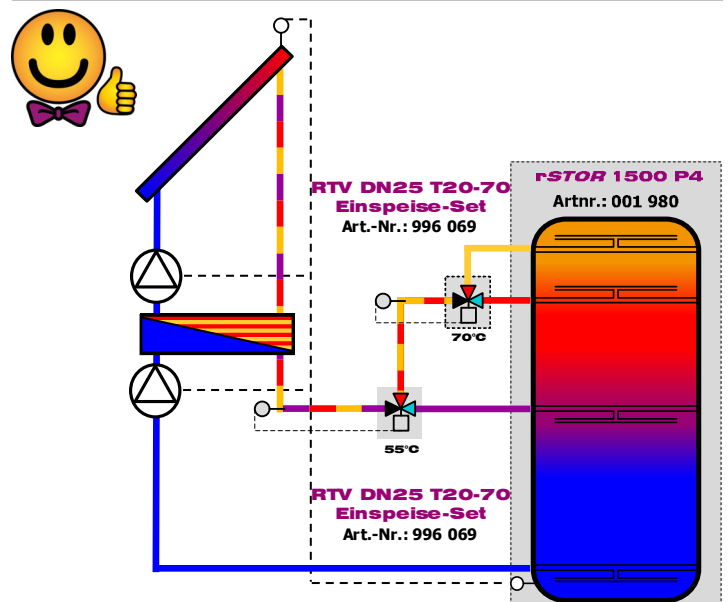 RTV DN25 T20-70
Einspeise-Set
Art.-Nr.: 996 069
rSTOR 1500 P4
Artnr.: 001 980
70°C
55°C
RTV DN25 T20-70
Einspeise-Set
Art.-Nr.: 996 069